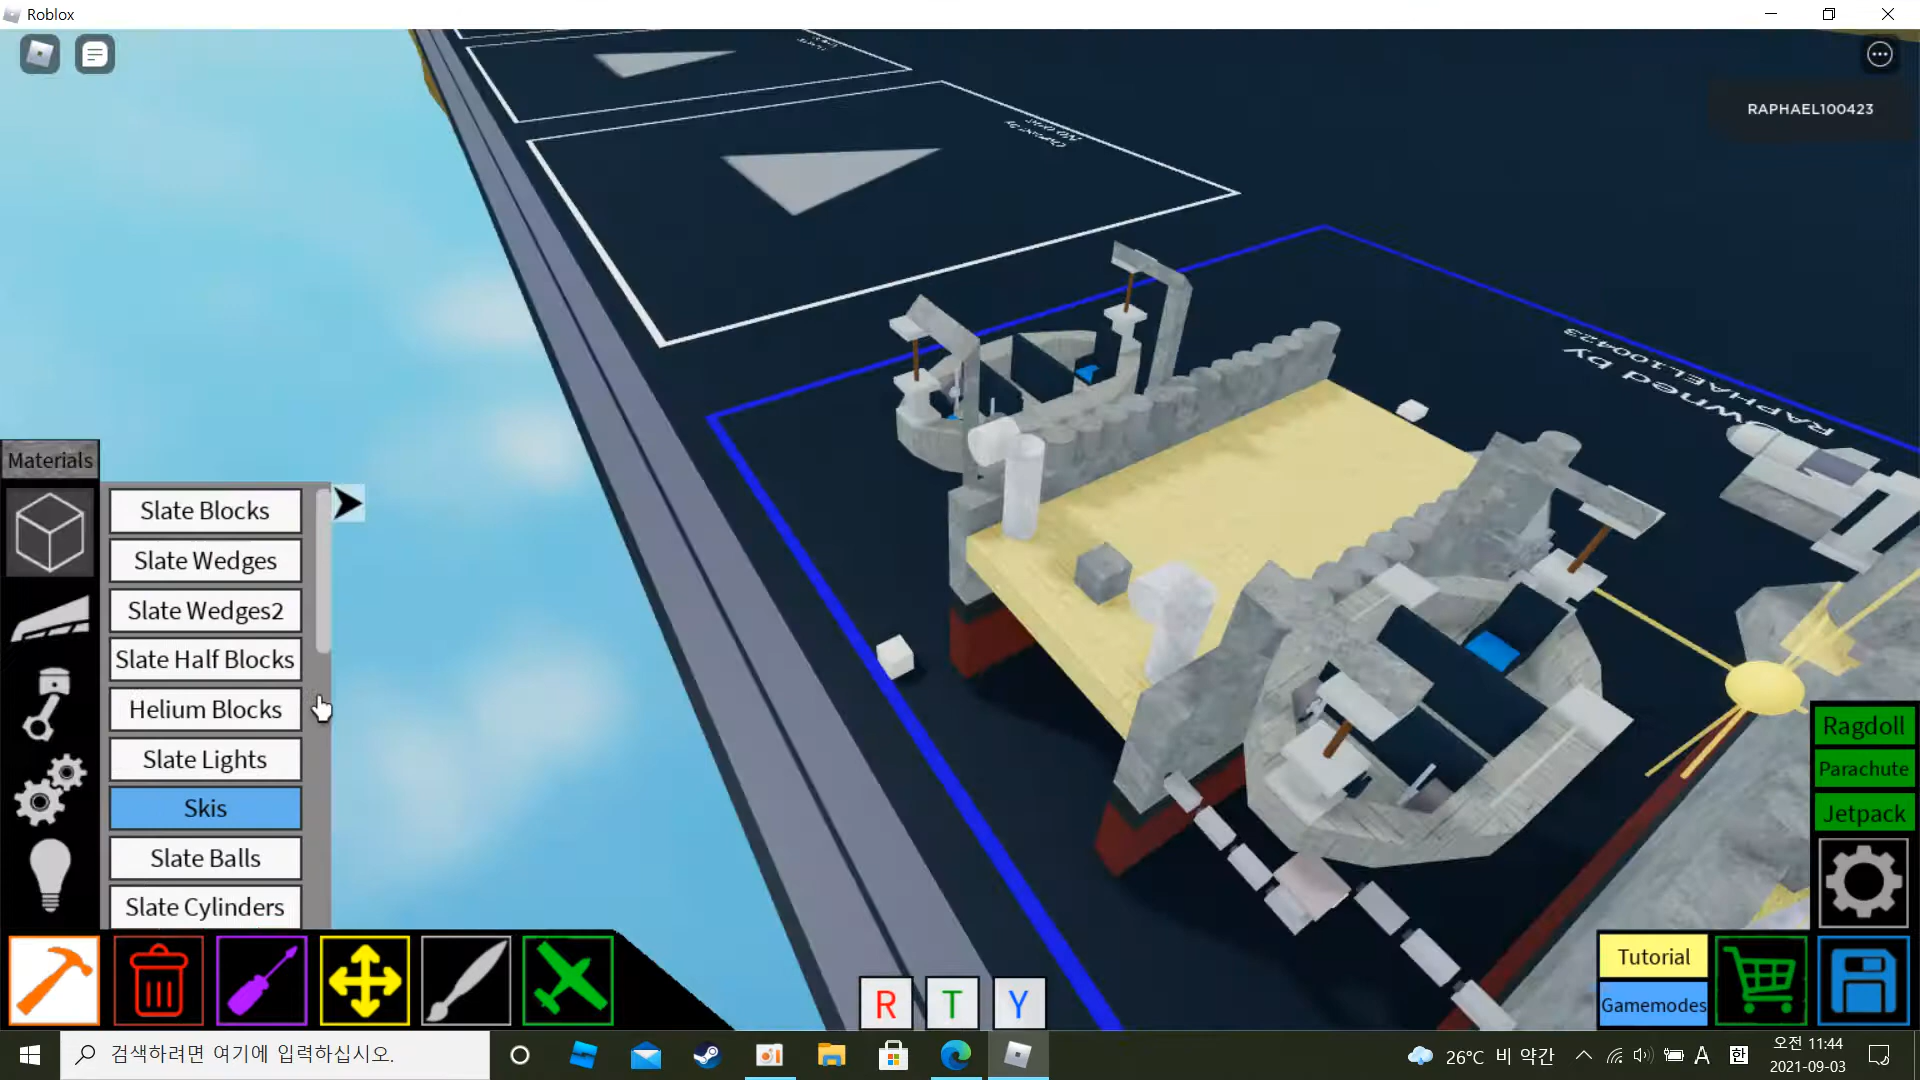 Roblox
RAPHAEL100423
Owned by
RAPHAEL100423
Materials
Slate Blocks
Slate Wedges
Slate Wedges2
Slate Half Blocks
Helium Blocks
Slate Lights
Skis
Slate Balls
Slate Cylinders
Ragdoll
Parachute
Jetpack
Tutorial
Gamemodes
R
T
Y
검색하려면 여기에 입력하십시오.
26°C 비 약간
A
한
오전 11:44
2021-09-03